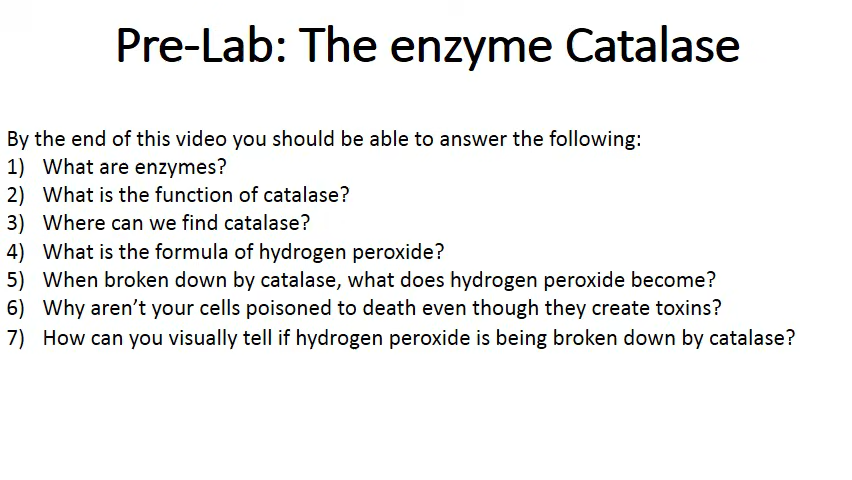 Pre-Lab: The enzyme Catalase
By the end of this video you should be able to answer the following:
1) What are enzymes?
2) What is the function of catalase?
3) Where can we find catalase?
4) What is the formula of hydrogen peroxide?
5) When broken down by catalase, what does hydrogen peroxide become?
6) Why aren’t your cells poisoned to death even though they create toxins?
7) How can you visually tell if hydrogen peroxide is being broken down by catalase?